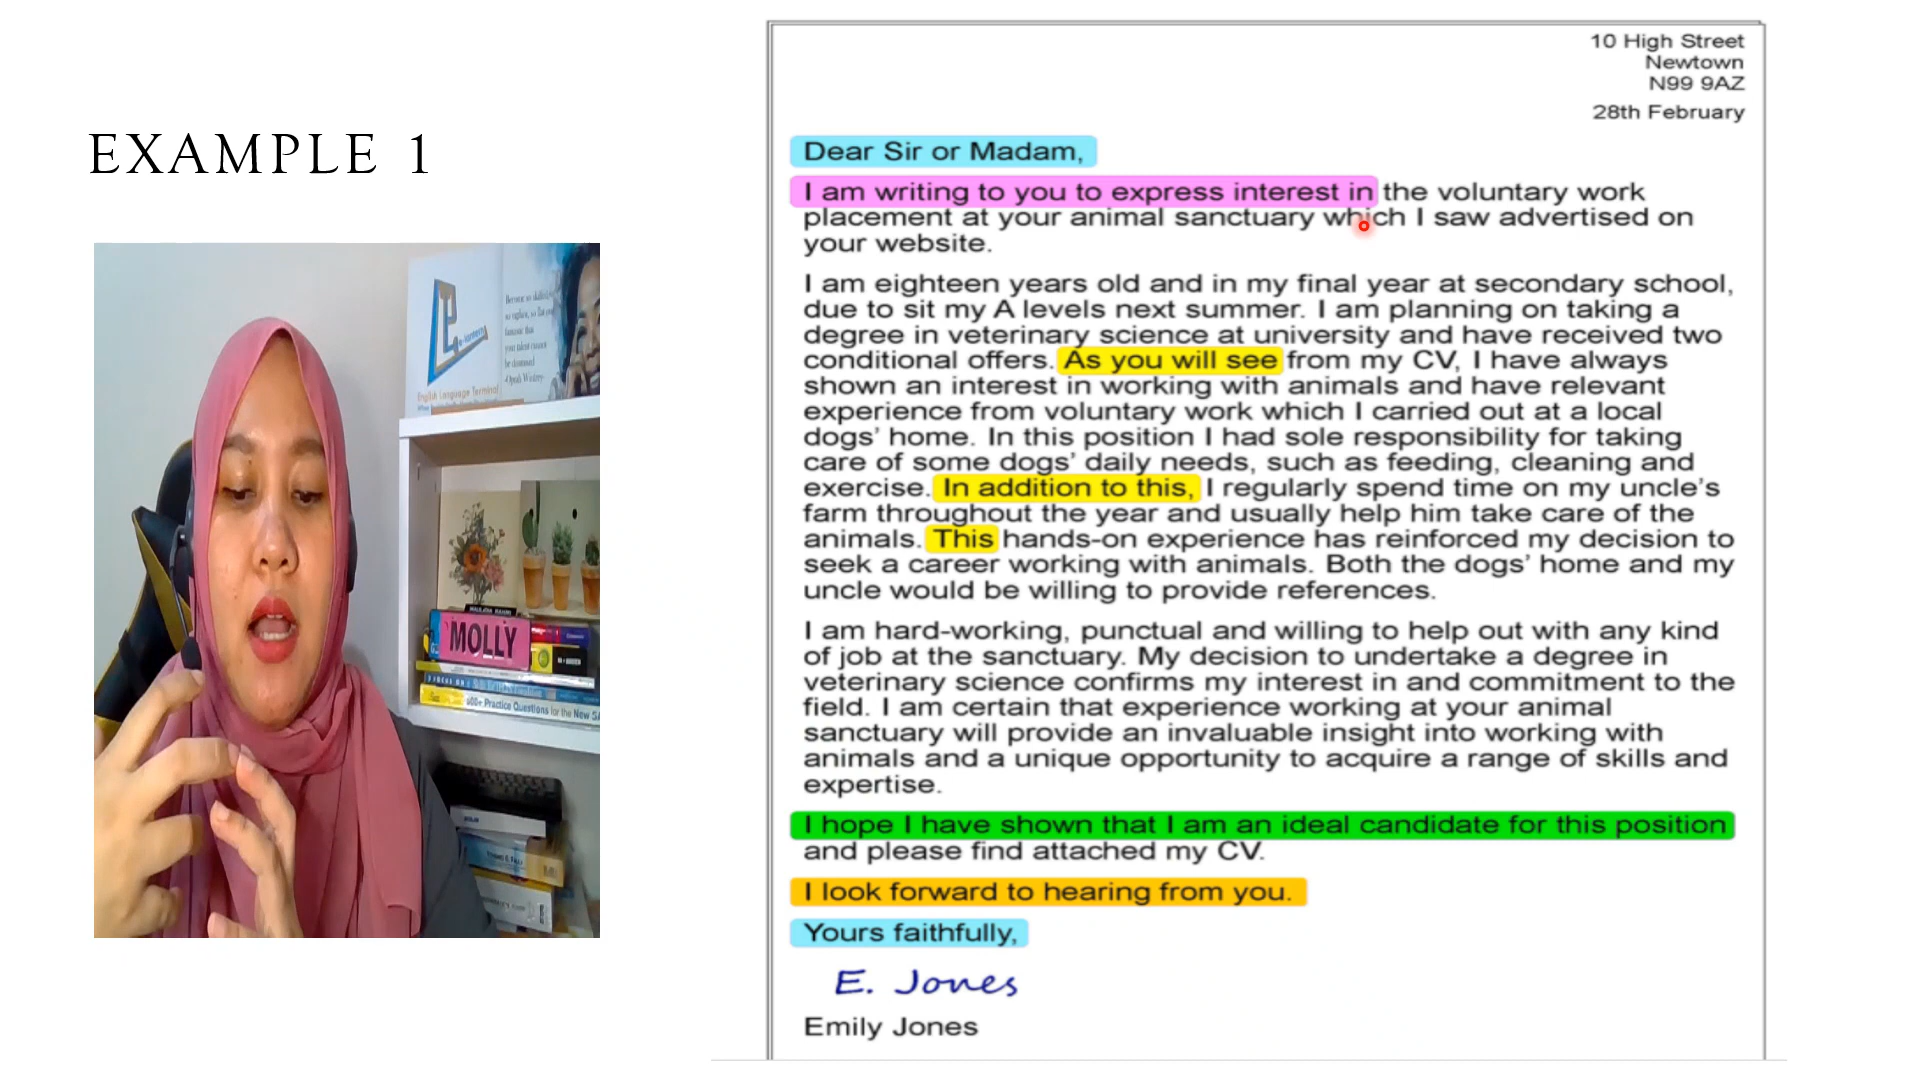 EXAMPLE 1
10 High Street
Newtown
N99 9AZ
28th February
Dear Sir or Madam,
I am writing to you to express interest in the voluntary work
placement at your animal sanctuary which I saw advertised on
your website.
I am eighteen years old and in my final year at secondary school,
due to sit my A levels next summer. I am planning on taking a
degree in veterinary science at university and have received two
conditional offers. As you will see from my CV, I have always
shown an interest in working with animals and have relevant
experience from voluntary work which I carried out at a local
dogs' home. In this position I had sole responsibility for taking
care of some dogs' daily needs, such as feeding, cleaning and
exercise. In addition to this, I regularly spend time on my uncle's
farm throughout the year and usually help him take care of the
animals. This hands-on experience has reinforced my decision to
seek a career working with animals. Both the dogs' home and my
uncle would be willing to provide references.
I am hard-working, punctual and willing to help out with any kind
of job at the sanctuary. My decision to undertake a degree in
veterinary science confirms my interest in and commitment to the
field. I am certain that experience working at your animal
sanctuary will provide an invaluable insight into working with
animals and a unique opportunity to acquire a range of skills and
expertise.
I hope I have shown that I am an ideal candidate for this position
and please find attached my CV.
I look forward to hearing from you.
Yours faithfully,
E. Jones
Emily Jones
English Language Terminal
MOLLY
FOCUS ON
Practice Questions for the New